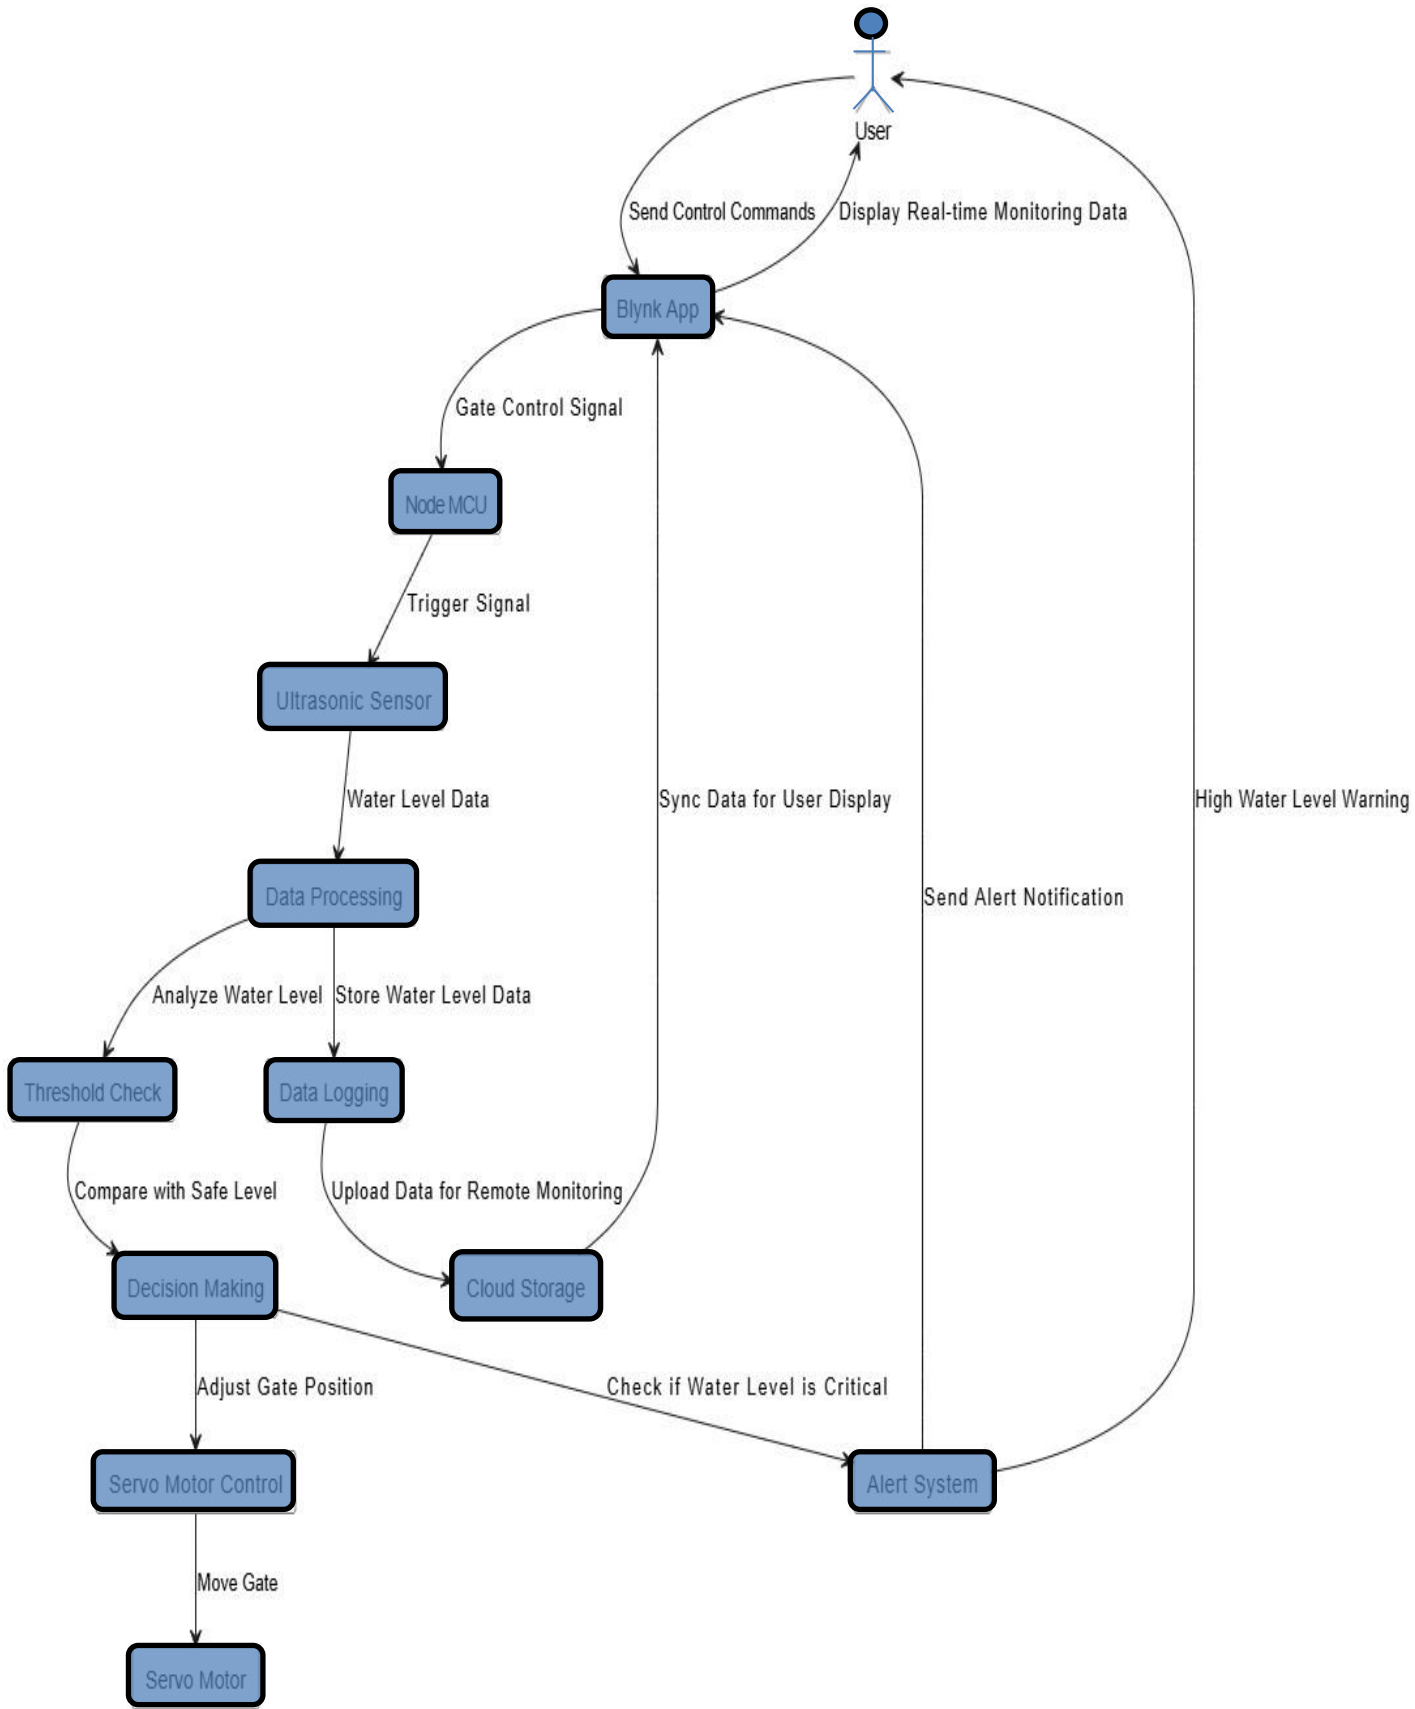 User
Send Control Commands
Display Real-time Monitoring Data
Blynk App
Gate Control Signal
Node MCU
Trigger Signal
Ultrasonic Sensor
Water Level Data
Sync Data for User Display
High Water Level Warning
Data Processing
Send Alert Notification
Analyze Water Level
Store Water Level Data
Threshold Check
Data Logging
Compare with Safe Level
Upload Data for Remote Monitoring
Decision Making
Cloud Storage
Adjust Gate Position
Check if Water Level is Critical
Servo Motor Control
Alert System
Move Gate
Servo Motor